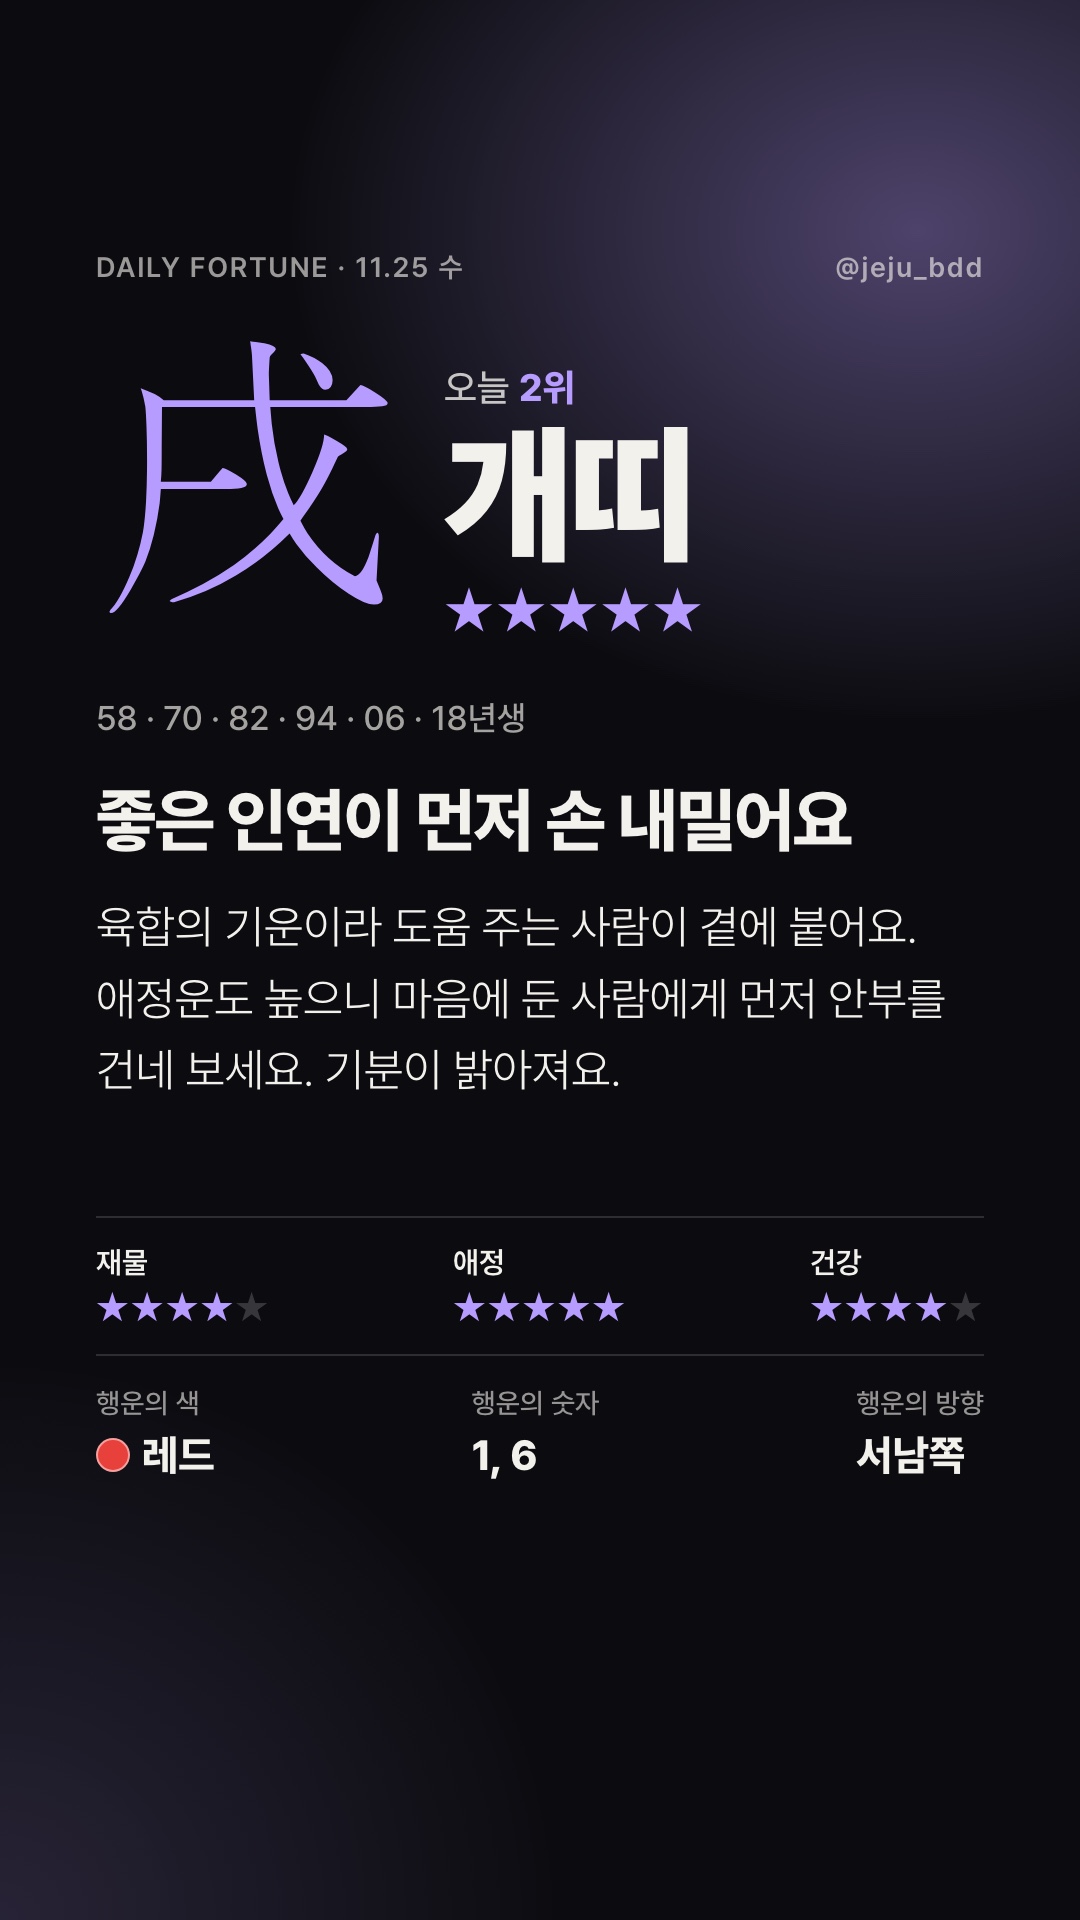 DAILY FORTUNE · 11.25 수
@jeju_bdd
戌
오늘 2위
개띠
★★★★★
58 · 70 · 82 · 94 · 06 · 18년생
좋은 인연이 먼저 손 내밀어요
육합의 기운이라 도움 주는 사람이 곁에 붙어요.
애정운도 높으니 마음에 둔 사람에게 먼저 안부를
건네 보세요. 기분이 밝아져요.
재물 애정 건강
★★★★★ ★★★★★ ★★★★★
행운의 색 행운의 숫자 행운의 방향
레드 1, 6 서남쪽